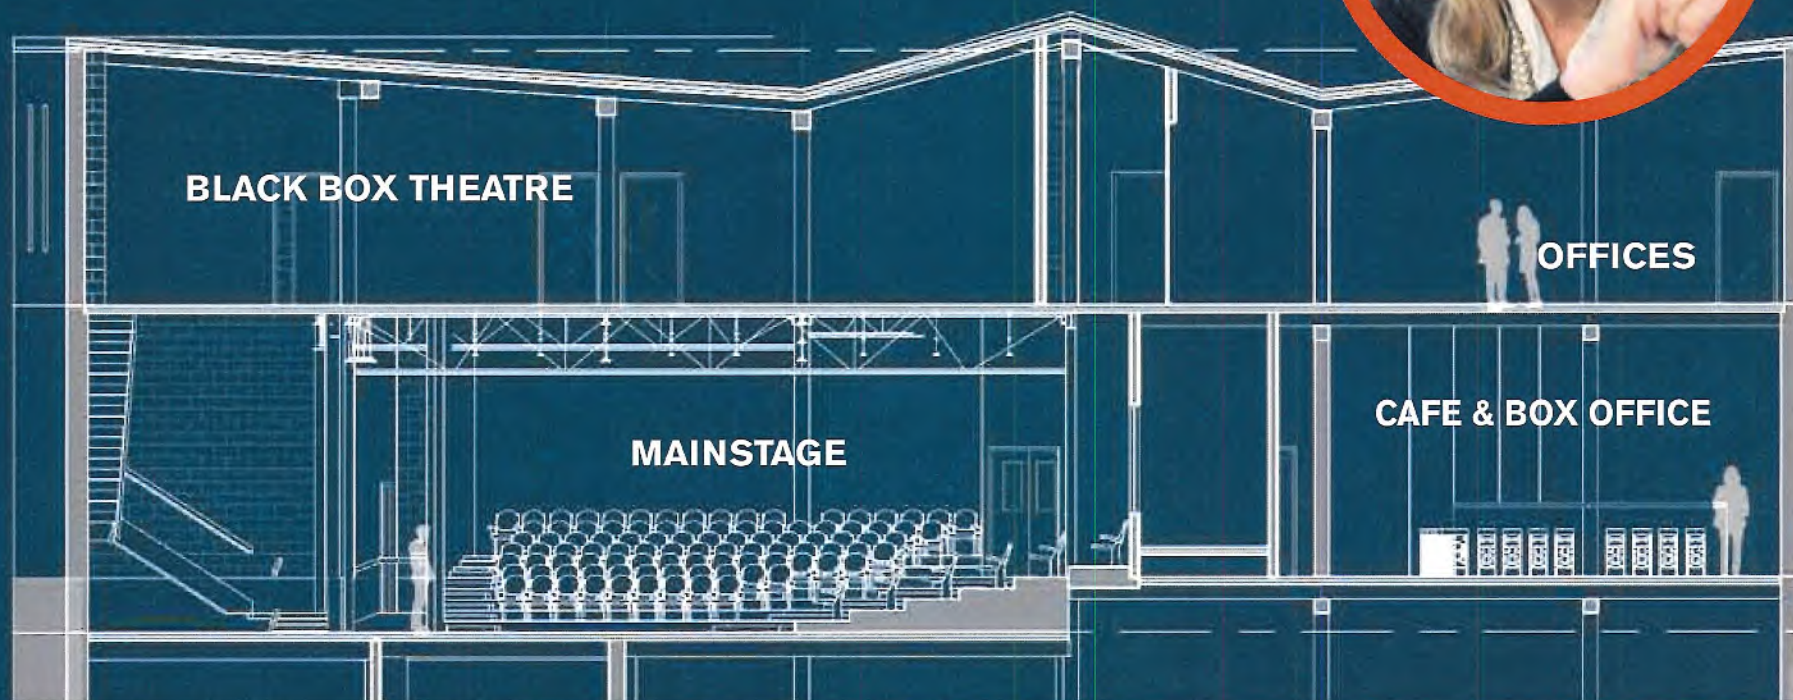 BLACK BOX THEATRE
OFFICES
CAFE & BOX OFFICE
MAINSTAGE